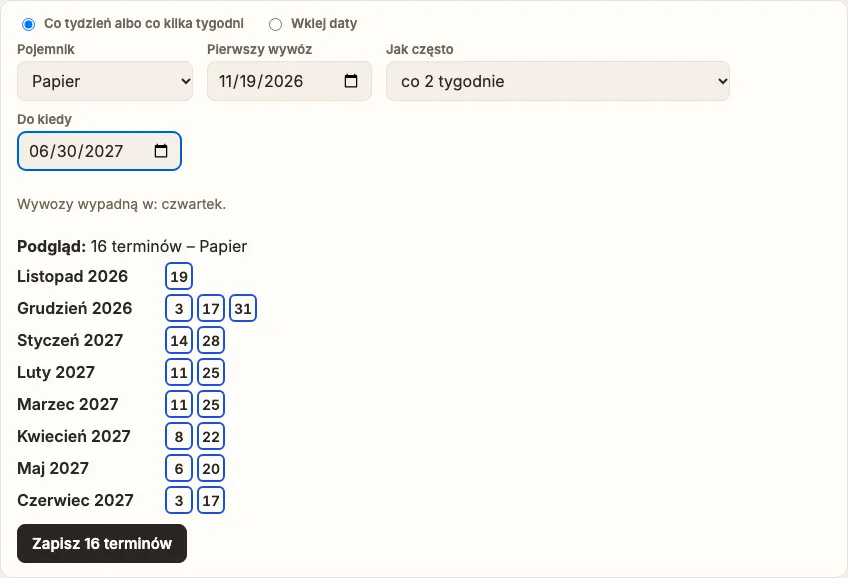 Co tydzień albo co kilka tygodni Wklej daty
Pojemnik Pierwszy wywóz Jak często
Papier 11/19/2026 co 2 tygodnie
Do kiedy
06/30/2027
Wywozy wypadną w: czwartek.
Podgląd: 16 terminów – Papier
Listopad 2026 19
Grudzień 2026 3 17 31
Styczeń 2027 14 28
Luty 2027 11 25
Marzec 2027 11 25
Kwiecień 2027 8 22
Maj 2027 6 20
Czerwiec 2027 3 17
Zapisz 16 terminów